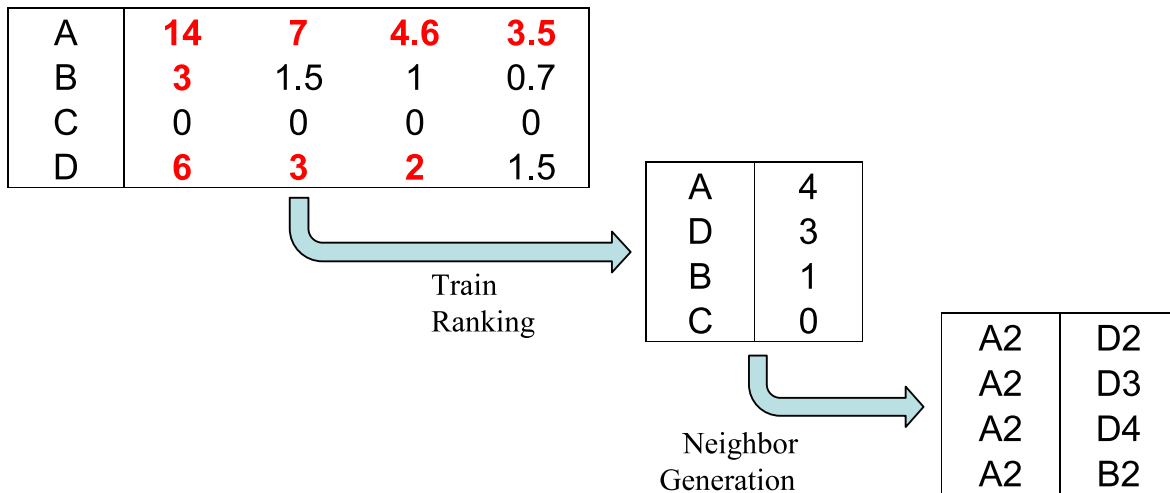 A 14 7 4.6 3.5
B 3 1.5 1 0.7
C 0 0 0 0
D 6 3 2 1.5
Train
Ranking
A 4
D 3
B 1
C 0
Neighbor
Generation
A2 D2
A2 D3
A2 D4
A2 B2